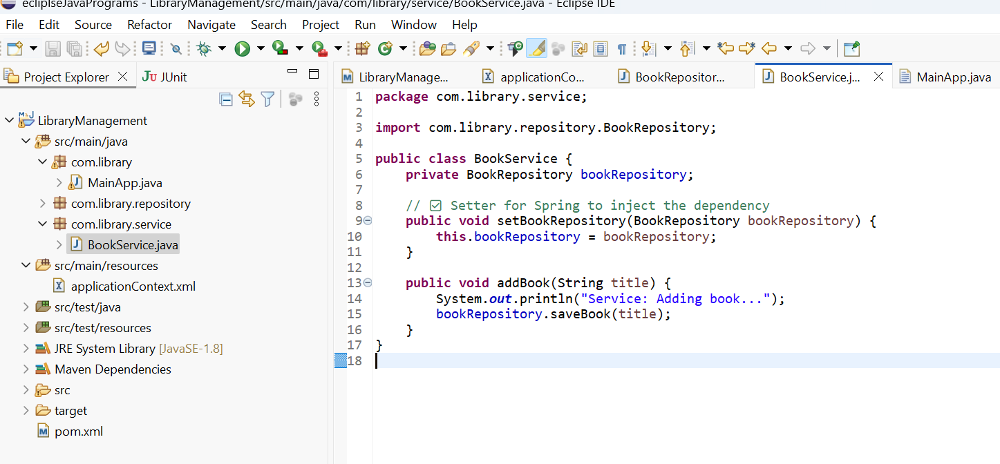 eclipseJavaPrograms - LibraryManagement/src/main/java/com/library/service/BookService.java - Eclipse IDE
File Edit Source Refactor Navigate Search Project Run Window Help
Project Explorer JUnit
LibraryManage... applicationCo... BookRepositor... BookService.j... MainApp.java
LibraryManagement
src/main/java
com.library
MainApp.java
com.library.repository
com.library.service
BookService.java
src/main/resources
applicationContext.xml
src/test/java
src/test/resources
JRE System Library [JavaSE-1.8]
Maven Dependencies
src
target
pom.xml
1 package com.library.service;
2
3 import com.library.repository.BookRepository;
4
5 public class BookService {
6     private BookRepository bookRepository;
7
8     // ☑ Setter for Spring to inject the dependency
9     public void setBookRepository(BookRepository bookRepository) {
10         this.bookRepository = bookRepository;
11     }
12
13     public void addBook(String title) {
14         System.out.println("Service: Adding book...");
15         bookRepository.saveBook(title);
16     }
17 }
18